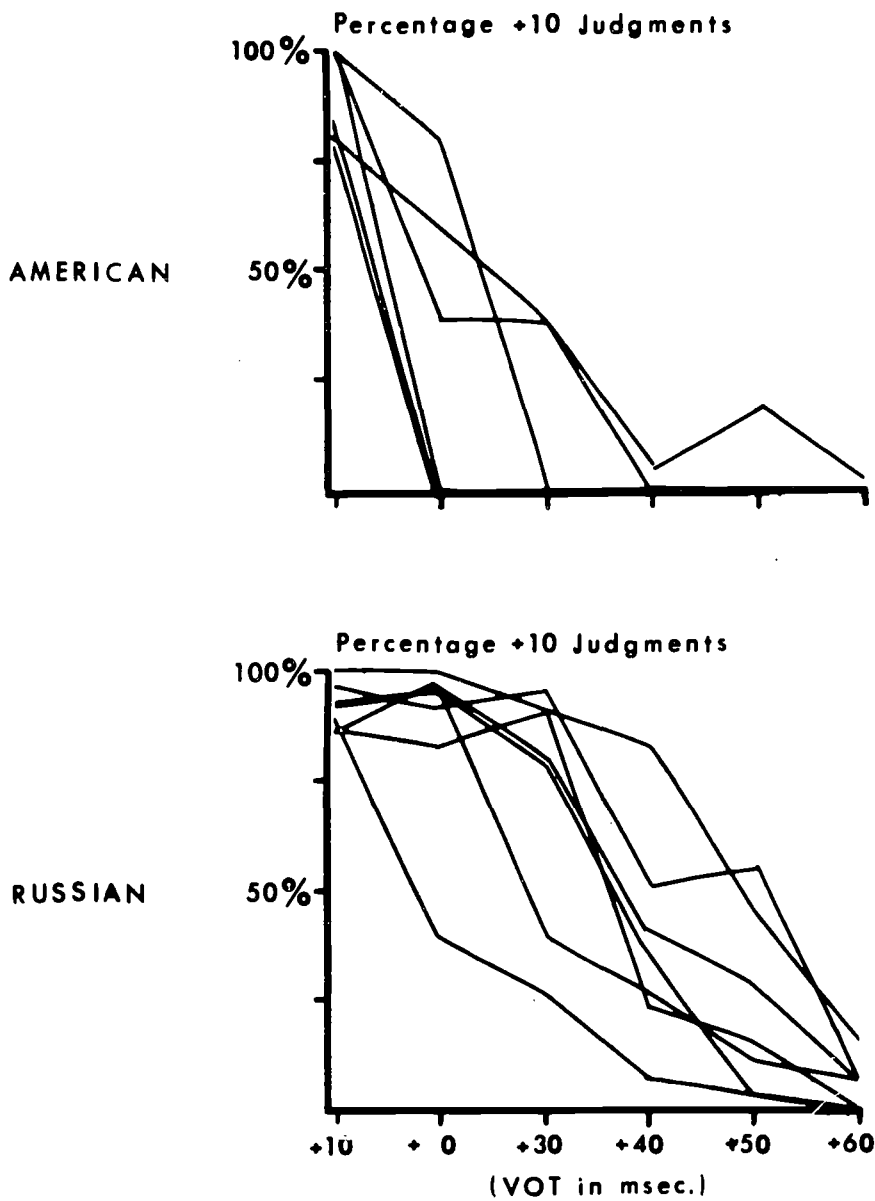 Percentage +10 Judgments
100%
AMERICAN 50%
Percentage +10 Judgments
100%
RUSSIAN 50%
+10 + 0 +30 +40 +50 +60
(VOT in msec.)